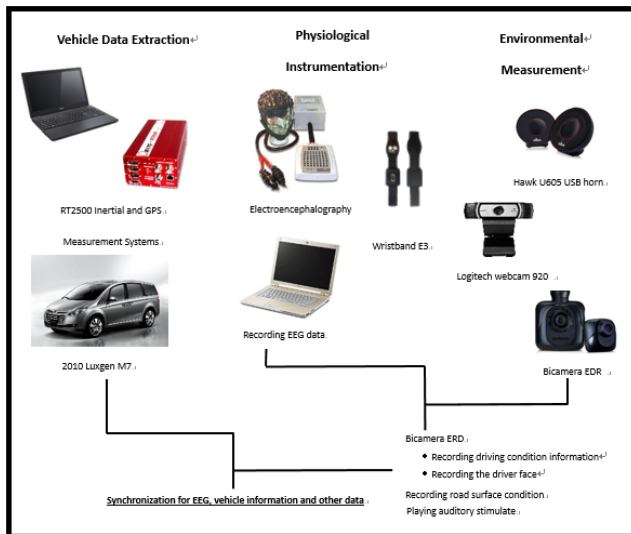 Vehicle Data Extraction↵
Physiological
Instrumentation↵
Environmental
Measurement↵
RT2500 Inertial and GPS
Measurement Systems
2010 Luxgen M7
Electroencephalography
Wristband E3
Recording EEG data
Hawk U605 USB horn
Logitech webcam 920
Bicamera EDR
Bicamera ERD
• Recording driving condition information↵
• Recording the driver face↵
Recording road surface condition
Playing auditory stimulate
Synchronization for EEG, vehicle information and other data